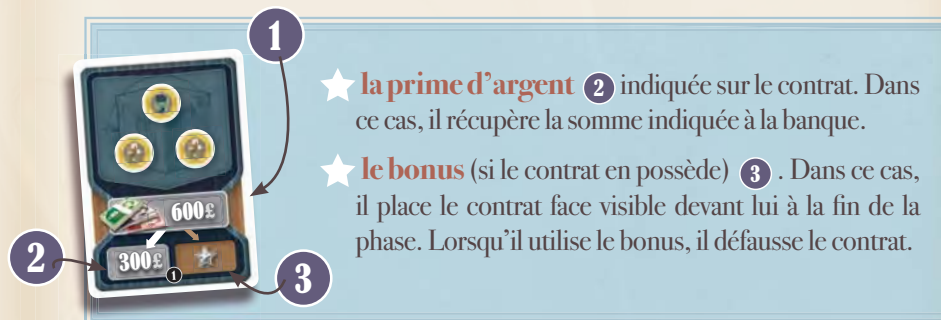 1
★ la prime d'argent 2 indiquée sur le contrat. Dans
ce cas, il récupère la somme indiquée à la banque.
★ le bonus (si le contrat en possède) 3 . Dans ce cas,
il place le contrat face visible devant lui à la fin de la
phase. Lorsqu'il utilise le bonus, il défausse le contrat.
600£
2
300£
1
3